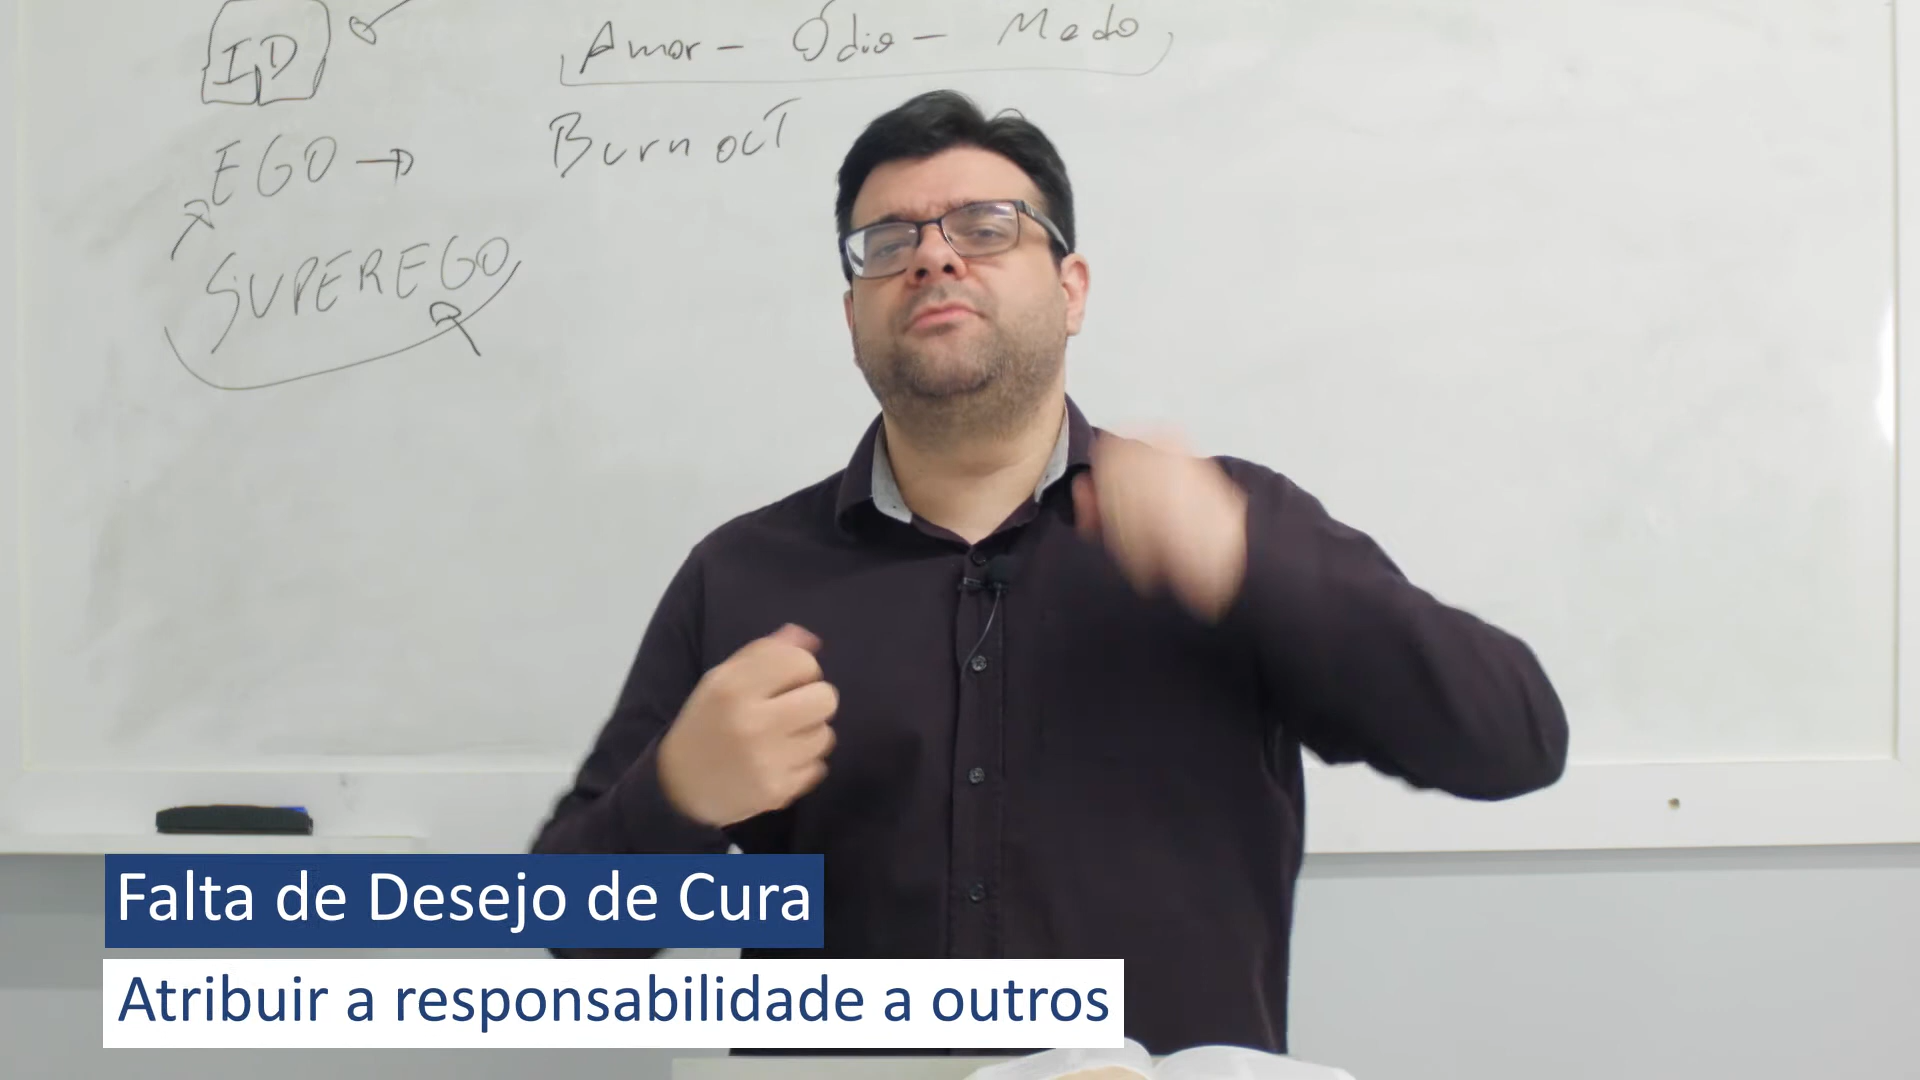 ID
Amor - Ódio - Medo
EGO →
Burnout
SUPEREGO
Falta de Desejo de Cura
Atribuir a responsabilidade a outros